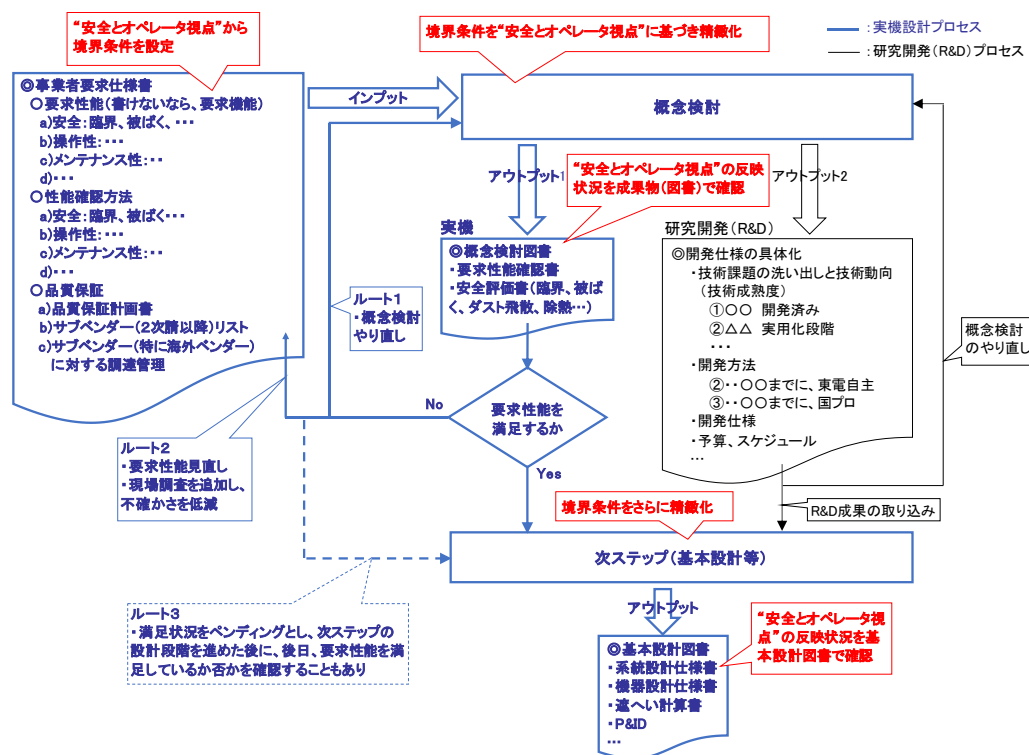 “安全とオペレータ視点”から
境界条件を設定
境界条件を“安全とオペレータ視点”に基づき精緻化
：実機設計プロセス
：研究開発（R&D）プロセス
◎事業者要求仕様書
○要求性能（書けないなら、要求機能）
a)安全：臨界、被ばく、・・・
b)操作性：・・・
c)メンテナンス性：・・
d)・・・
○性能確認方法
a)安全：臨界、被ばく・・・
b)操作性：・・・
c)メンテナンス性：・・・
d)・・・
○品質保証
a)品質保証計画書
b)サブベンダー（２次請以降）リスト
c)サブベンダー（特に海外ベンダー）
に対する調達管理
インプット
概念検討
アウトプット1
“安全とオペレータ視点”の反映
状況を成果物（図書）で確認
アウトプット2
実機
◎概念検討図書
・要求性能確認書
・安全評価書（臨界、被ば
く、ダスト飛散、除熱…）
研究開発（R&D）
◎開発仕様の具体化
・技術課題の洗い出しと技術動向
（技術成熟度）
①○○ 開発済み
②△△ 実用化段階
・・・
・開発方法
②・・○○までに、東電自主
③・・○○までに、国プロ
・開発仕様
・予算、スケジュール
…
概念検討
のやり直し
ルート１
・概念検討
やり直し
No
要求性能を
満足するか
Yes
ルート２
・要求性能見直し
・現場調査を追加し、
不確かさを低減
境界条件をさらに精緻化
R&D成果の取り込み
次ステップ（基本設計等）
ルート３
・満足状況をペンディングとし、次ステップの
設計段階を進めた後に、後日、要求性能を満
足しているか否かを確認することもあり
アウトプット
“安全とオペレータ視
点”の反映状況を基
本設計図書で確認
◎基本設計図書
・系統設計仕様書
・機器設計仕様書
・遮へい計算書
・P&ID
…